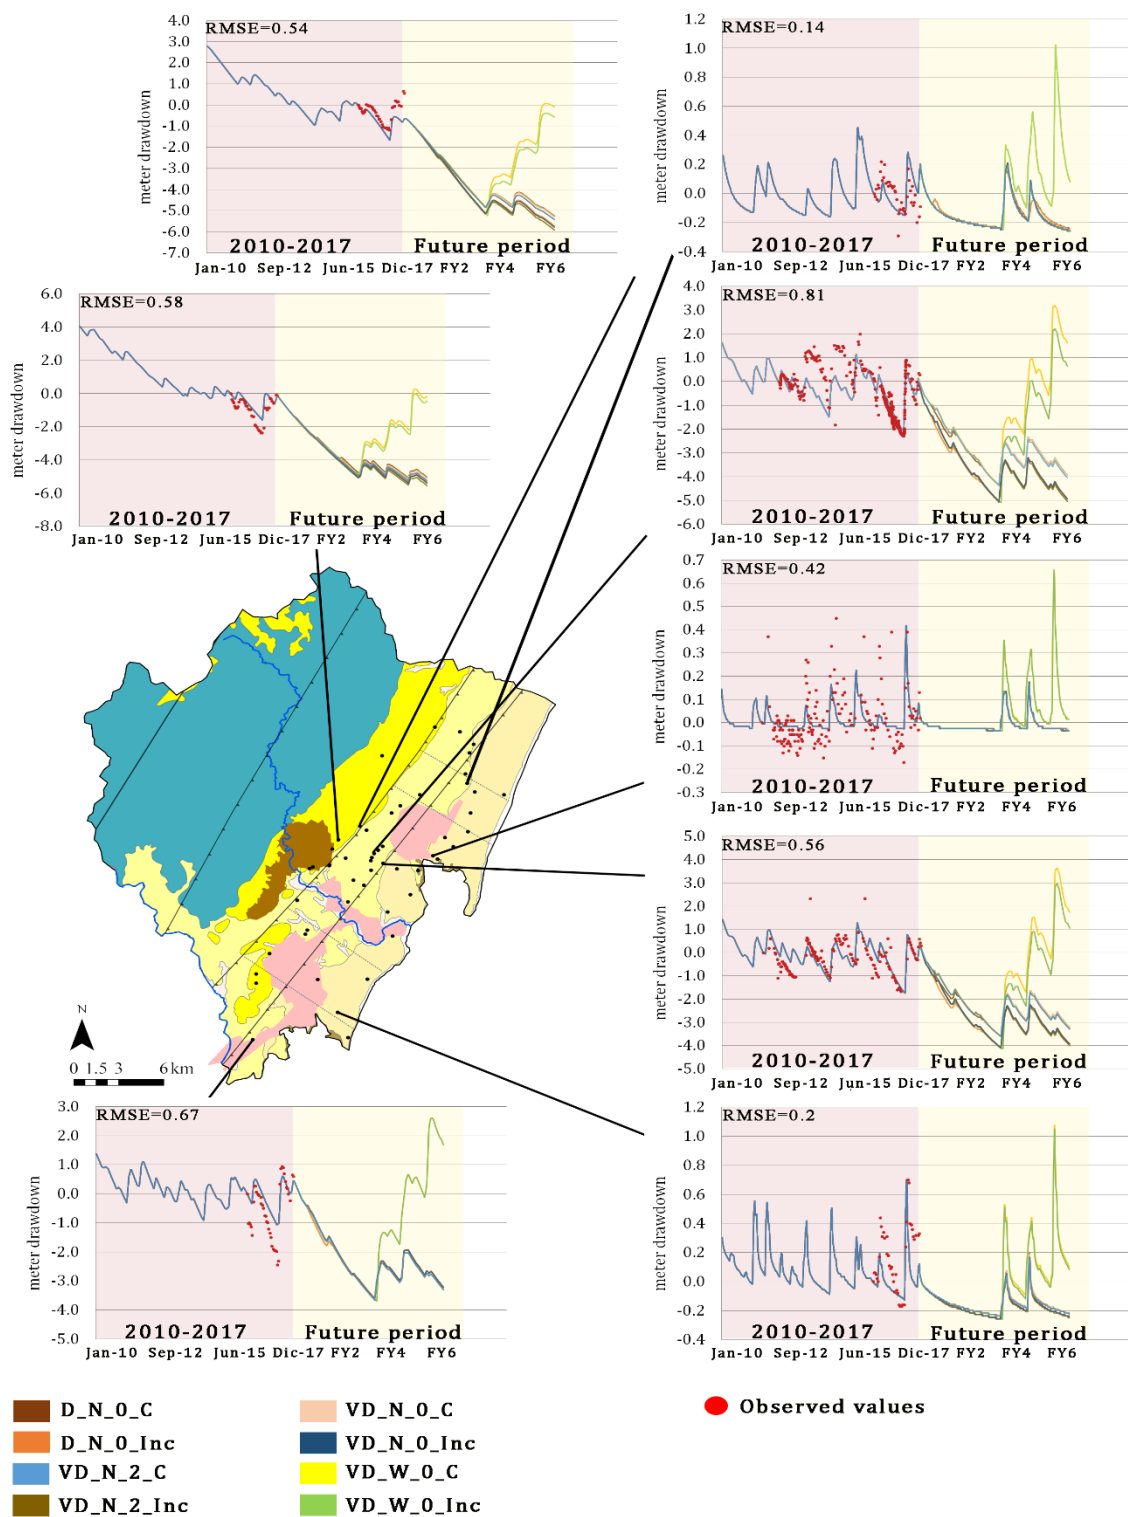 RMSE=0.54
4.0
3.0
2.0
1.0
0.0
-1.0
-2.0
-3.0
-4.0
-5.0
-6.0
-7.0
meter drawdown
2010-2017 Future period
Jan-10 Sep-12 Jun-15 Dic-17 FY2 FY4 FY6
RMSE=0.14
1.2
1.0
0.8
0.6
0.4
0.2
0.0
-0.2
-0.4
meter drawdown
2010-2017 Future period
Jan-10 Sep-12 Jun-15 Dic-17 FY2 FY4 FY6
RMSE=0.58
6.0
4.0
2.0
0.0
-2.0
-4.0
-6.0
-8.0
meter drawdown
2010-2017 Future period
Jan-10 Sep-12 Jun-15 Dic-17 FY2 FY4 FY6
RMSE=0.81
4.0
3.0
2.0
1.0
0.0
-1.0
-2.0
-3.0
-4.0
-5.0
-6.0
meter drawdown
2010-2017 Future period
Jan-10 Sep-12 Jun-15 Dic-17 FY2 FY4 FY6
RMSE=0.42
0.7
0.6
0.5
0.4
0.3
0.2
0.1
0.0
-0.1
-0.2
-0.3
meter drawdown
2010-2017 Future period
Jan-10 Sep-12 Jun-15 Dic-17 FY2 FY4 FY6
RMSE=0.56
5.0
4.0
3.0
2.0
1.0
0.0
-1.0
-2.0
-3.0
-4.0
-5.0
meter drawdown
2010-2017 Future period
Jan-10 Sep-12 Jun-15 Dic-17 FY2 FY4 FY6
N
0 1.5 3 6 km
RMSE=0.67
3.0
2.0
1.0
0.0
-1.0
-2.0
-3.0
-4.0
-5.0
meter drawdown
2010-2017 Future period
Jan-10 Sep-12 Jun-15 Dic-17 FY2 FY4 FY6
RMSE=0.2
1.2
1.0
0.8
0.6
0.4
0.2
0.0
-0.2
-0.4
meter drawdown
2010-2017 Future period
Jan-10 Sep-12 Jun-15 Dic-17 FY2 FY4 FY6
D_N_0_C
D_N_0_Inc
VD_N_2_C
VD_N_2_Inc
VD_N_0_C
VD_N_0_Inc
VD_W_0_C
VD_W_0_Inc
Observed values